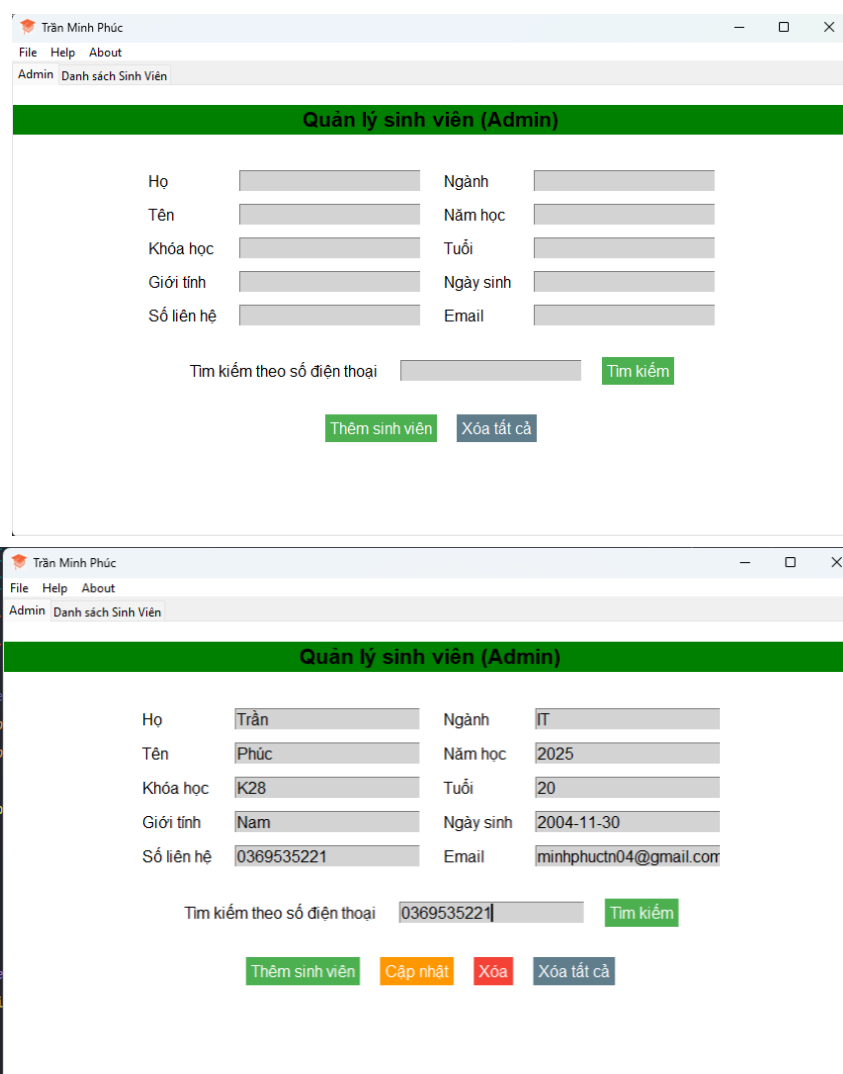 Trần Minh Phúc
File Help About
Admin Danh sách Sinh Viên
Quản lý sinh viên (Admin)
Họ Ngành
Tên Năm học
Khóa học Tuổi
Giới tính Ngày sinh
Số liên hệ Email
Tìm kiếm theo số điện thoại Tìm kiếm
Thêm sinh viên Xóa tất cả
Trần Minh Phúc
File Help About
Admin Danh sách Sinh Viên
Quản lý sinh viên (Admin)
Họ Trần Ngành IT
Tên Phúc Năm học 2025
Khóa học K28 Tuổi 20
Giới tính Nam Ngày sinh 2004-11-30
Số liên hệ 0369535221 Email minhphuctn04@gmail.com
Tìm kiếm theo số điện thoại 0369535221 Tìm kiếm
Thêm sinh viên Cập nhật Xóa Xóa tất cả